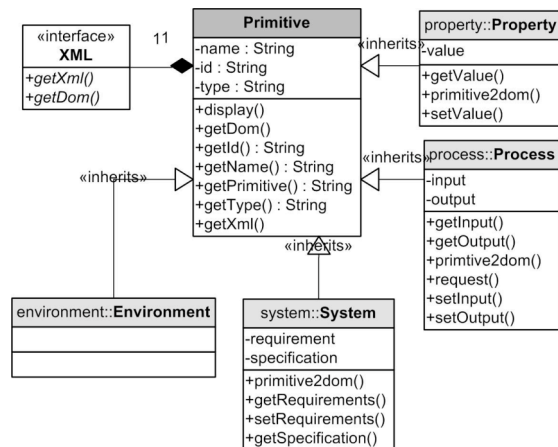 «interface»
XML
+getXml()
+getDom()
11
Primitive
-name : String
-id : String
-type : String
+display()
+getDom()
+getId() : String
+getName() : String
+getPrimitive() : String
+getType() : String
+getXml()
«inherits»
property::Property
-value
+getValue()
+primitive2dom()
+setValue()
«inherits»
process::Process
-input
-output
+getInput()
+getOutput()
+primtive2dom()
+request()
+setInput()
+setOutput()
«inherits»
environment::Environment
«inherits»
system::System
-requirement
-specification
+primitive2dom()
+getRequirements()
+setRequirements()
+getSpecification()